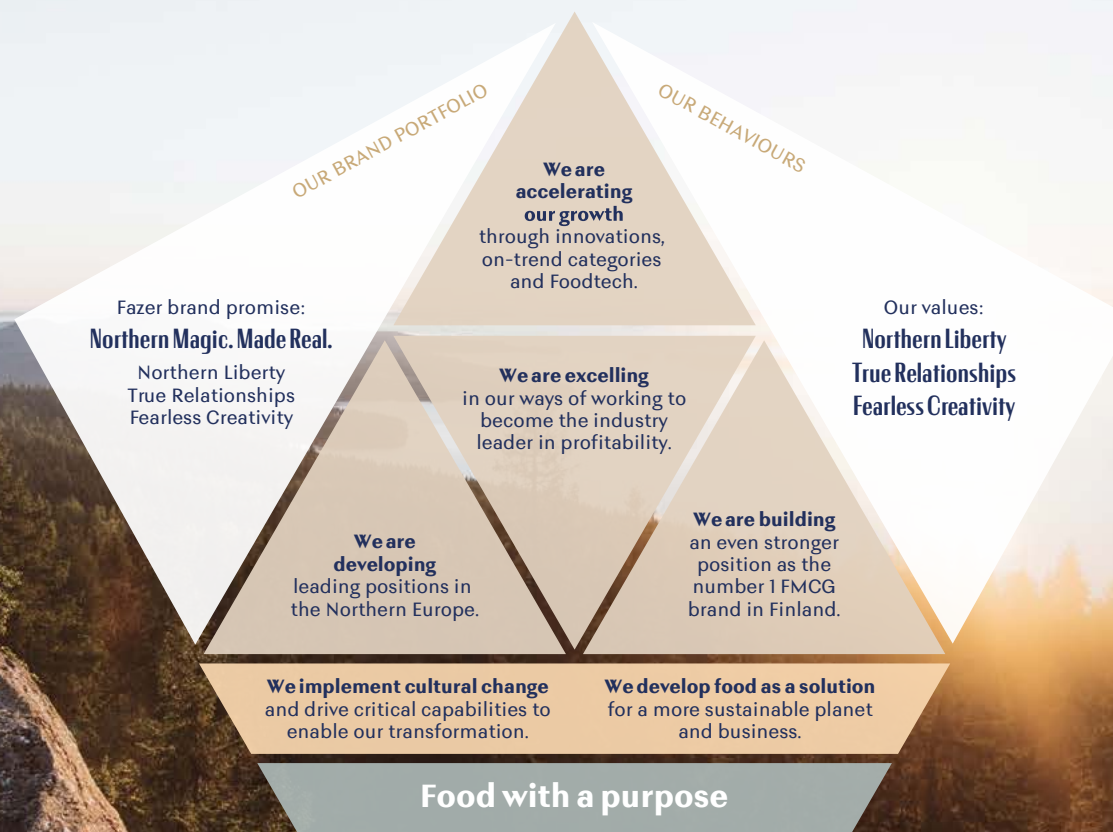 OUR BRAND PORTFOLIO
OUR BEHAVIOURS
We are
accelerating
our growth
through innovations,
on-trend categories
and Foodtech.
Fazer brand promise:
Northern Magic. Made Real.
Northern Liberty
True Relationships
Fearless Creativity
Our values:
Northern Liberty
True Relationships
Fearless Creativity
We are excelling
in our ways of working to
become the industry
leader in profitability.
We are
developing
leading positions in
the Northern Europe.
We are building
an even stronger
position as the
number 1 FMCG
brand in Finland.
We implement cultural change
and drive critical capabilities to
enable our transformation.
We develop food as a solution
for a more sustainable planet
and business.
Food with a purpose